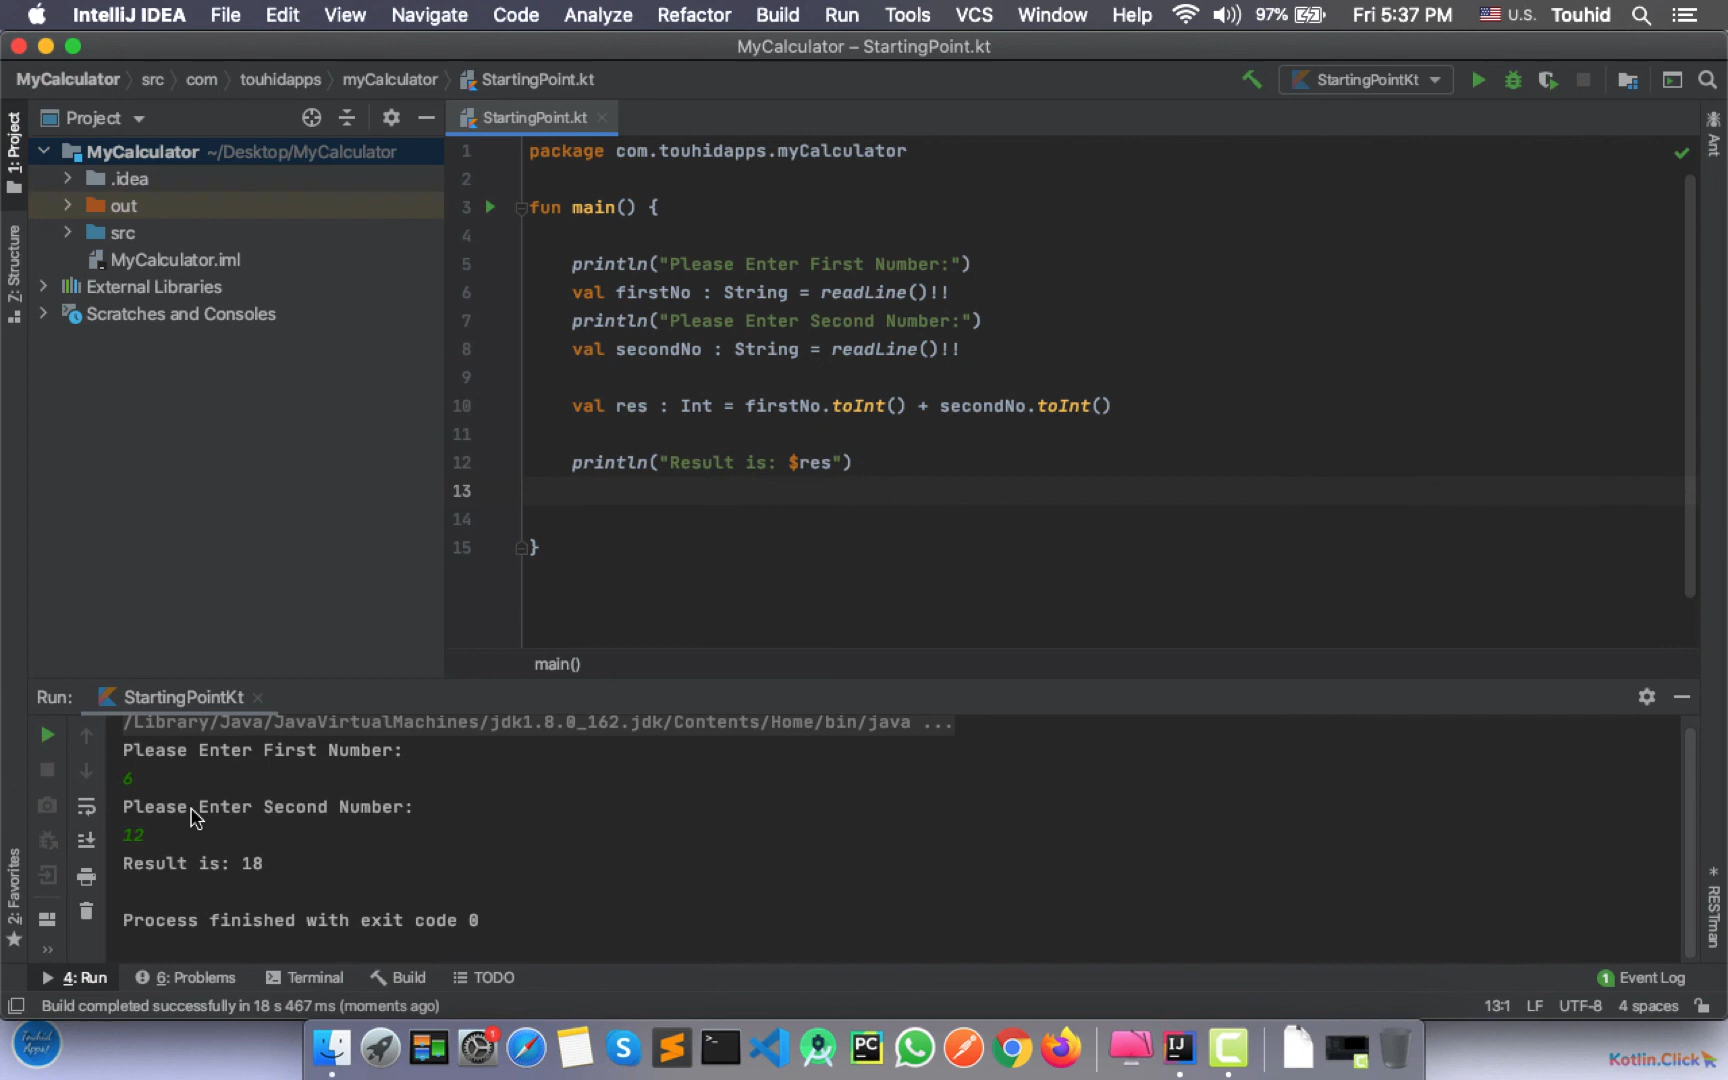 IntelliJ IDEA File Edit View Navigate Code Analyze Refactor Build Run Tools VCS Window Help 97% Fri 5:37 PM U.S. Touhid
MyCalculator – StartingPoint.kt
MyCalculator src com touhidapps myCalculator StartingPoint.kt StartingPointKt
Project StartingPoint.kt
1: Project
MyCalculator ~/Desktop/MyCalculator
.idea
out
src
MyCalculator.iml
External Libraries
Scratches and Consoles
Z: Structure
2: Favorites
Ant
RESTman
1 package com.touhidapps.myCalculator
2
3 fun main() {
4
5 println("Please Enter First Number:")
6 val firstNo : String = readLine()!!
7 println("Please Enter Second Number:")
8 val secondNo : String = readLine()!!
9
10 val res : Int = firstNo.toInt() + secondNo.toInt()
11
12 println("Result is: $res")
13
14
15 }
main()
Run: StartingPointKt
/Library/Java/JavaVirtualMachines/jdk1.8.0_162.jdk/Contents/Home/bin/java ...
Please Enter First Number:
6
Please Enter Second Number:
12
Result is: 18
Process finished with exit code 0
4: Run 6: Problems Terminal Build TODO 1 Event Log
Build completed successfully in 18 s 467 ms (moments ago) 13:1 LF UTF-8 4 spaces
Touhid
Apps!
1
S
PC
IJ
C
Kotlin.Click